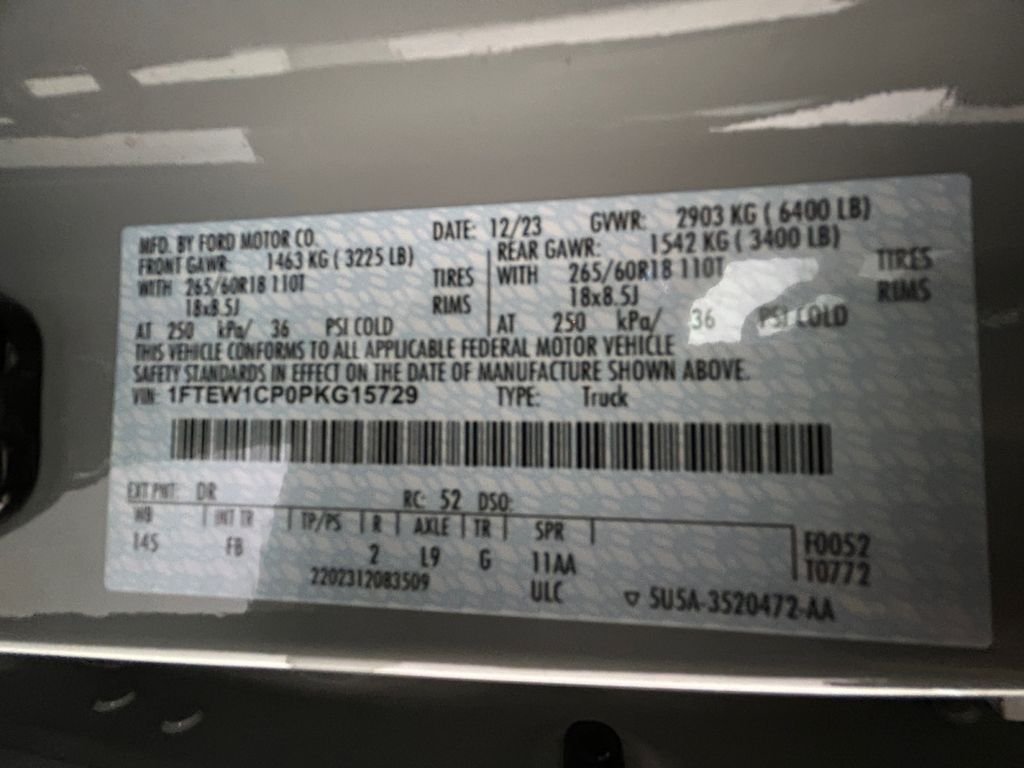 MFD. BY FORD MOTOR CO. DATE: 12/23 GVWR: 2903 KG ( 6400 LB)
FRONT GAWR: 1463 KG ( 3225 LB) REAR GAWR: 1542 KG ( 3400 LB)
WITH 265/60R18 110T TIRES WITH 265/60R18 110T TIRES
18x8.5J RIMS 18x8.5J RIMS
AT 250 kPa/ 36 PSI COLD AT 250 kPa/ 36 PSI COLD
THIS VEHICLE CONFORMS TO ALL APPLICABLE FEDERAL MOTOR VEHICLE
SAFETY STANDARDS IN EFFECT ON THE DATE OF MANUFACTURE SHOWN ABOVE.
VIN: 1FTEW1CP0PKG15729 TYPE: Truck
EXT PNT: DR RC: 52 DSO:
WB INT TR TP/PS R AXLE TR SPR F0052
145 FB 2 L9 G 11AA T0772
2202312083509 ULC ▽ 5U5A-3520472-AA